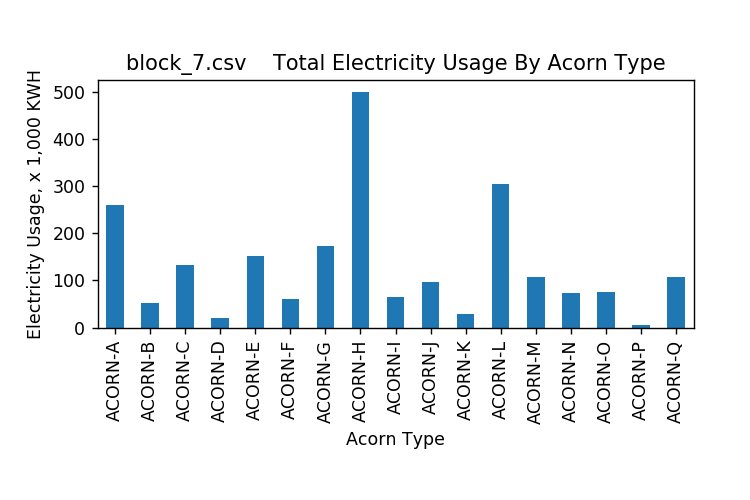 block_7.csv    Total Electricity Usage By Acorn Type
Electricity Usage, x 1,000 KWH
500
400
300
200
100
0
ACORN-A
ACORN-B
ACORN-C
ACORN-D
ACORN-E
ACORN-F
ACORN-G
ACORN-H
ACORN-I
ACORN-J
ACORN-K
ACORN-L
ACORN-M
ACORN-N
ACORN-O
ACORN-P
ACORN-Q
Acorn Type